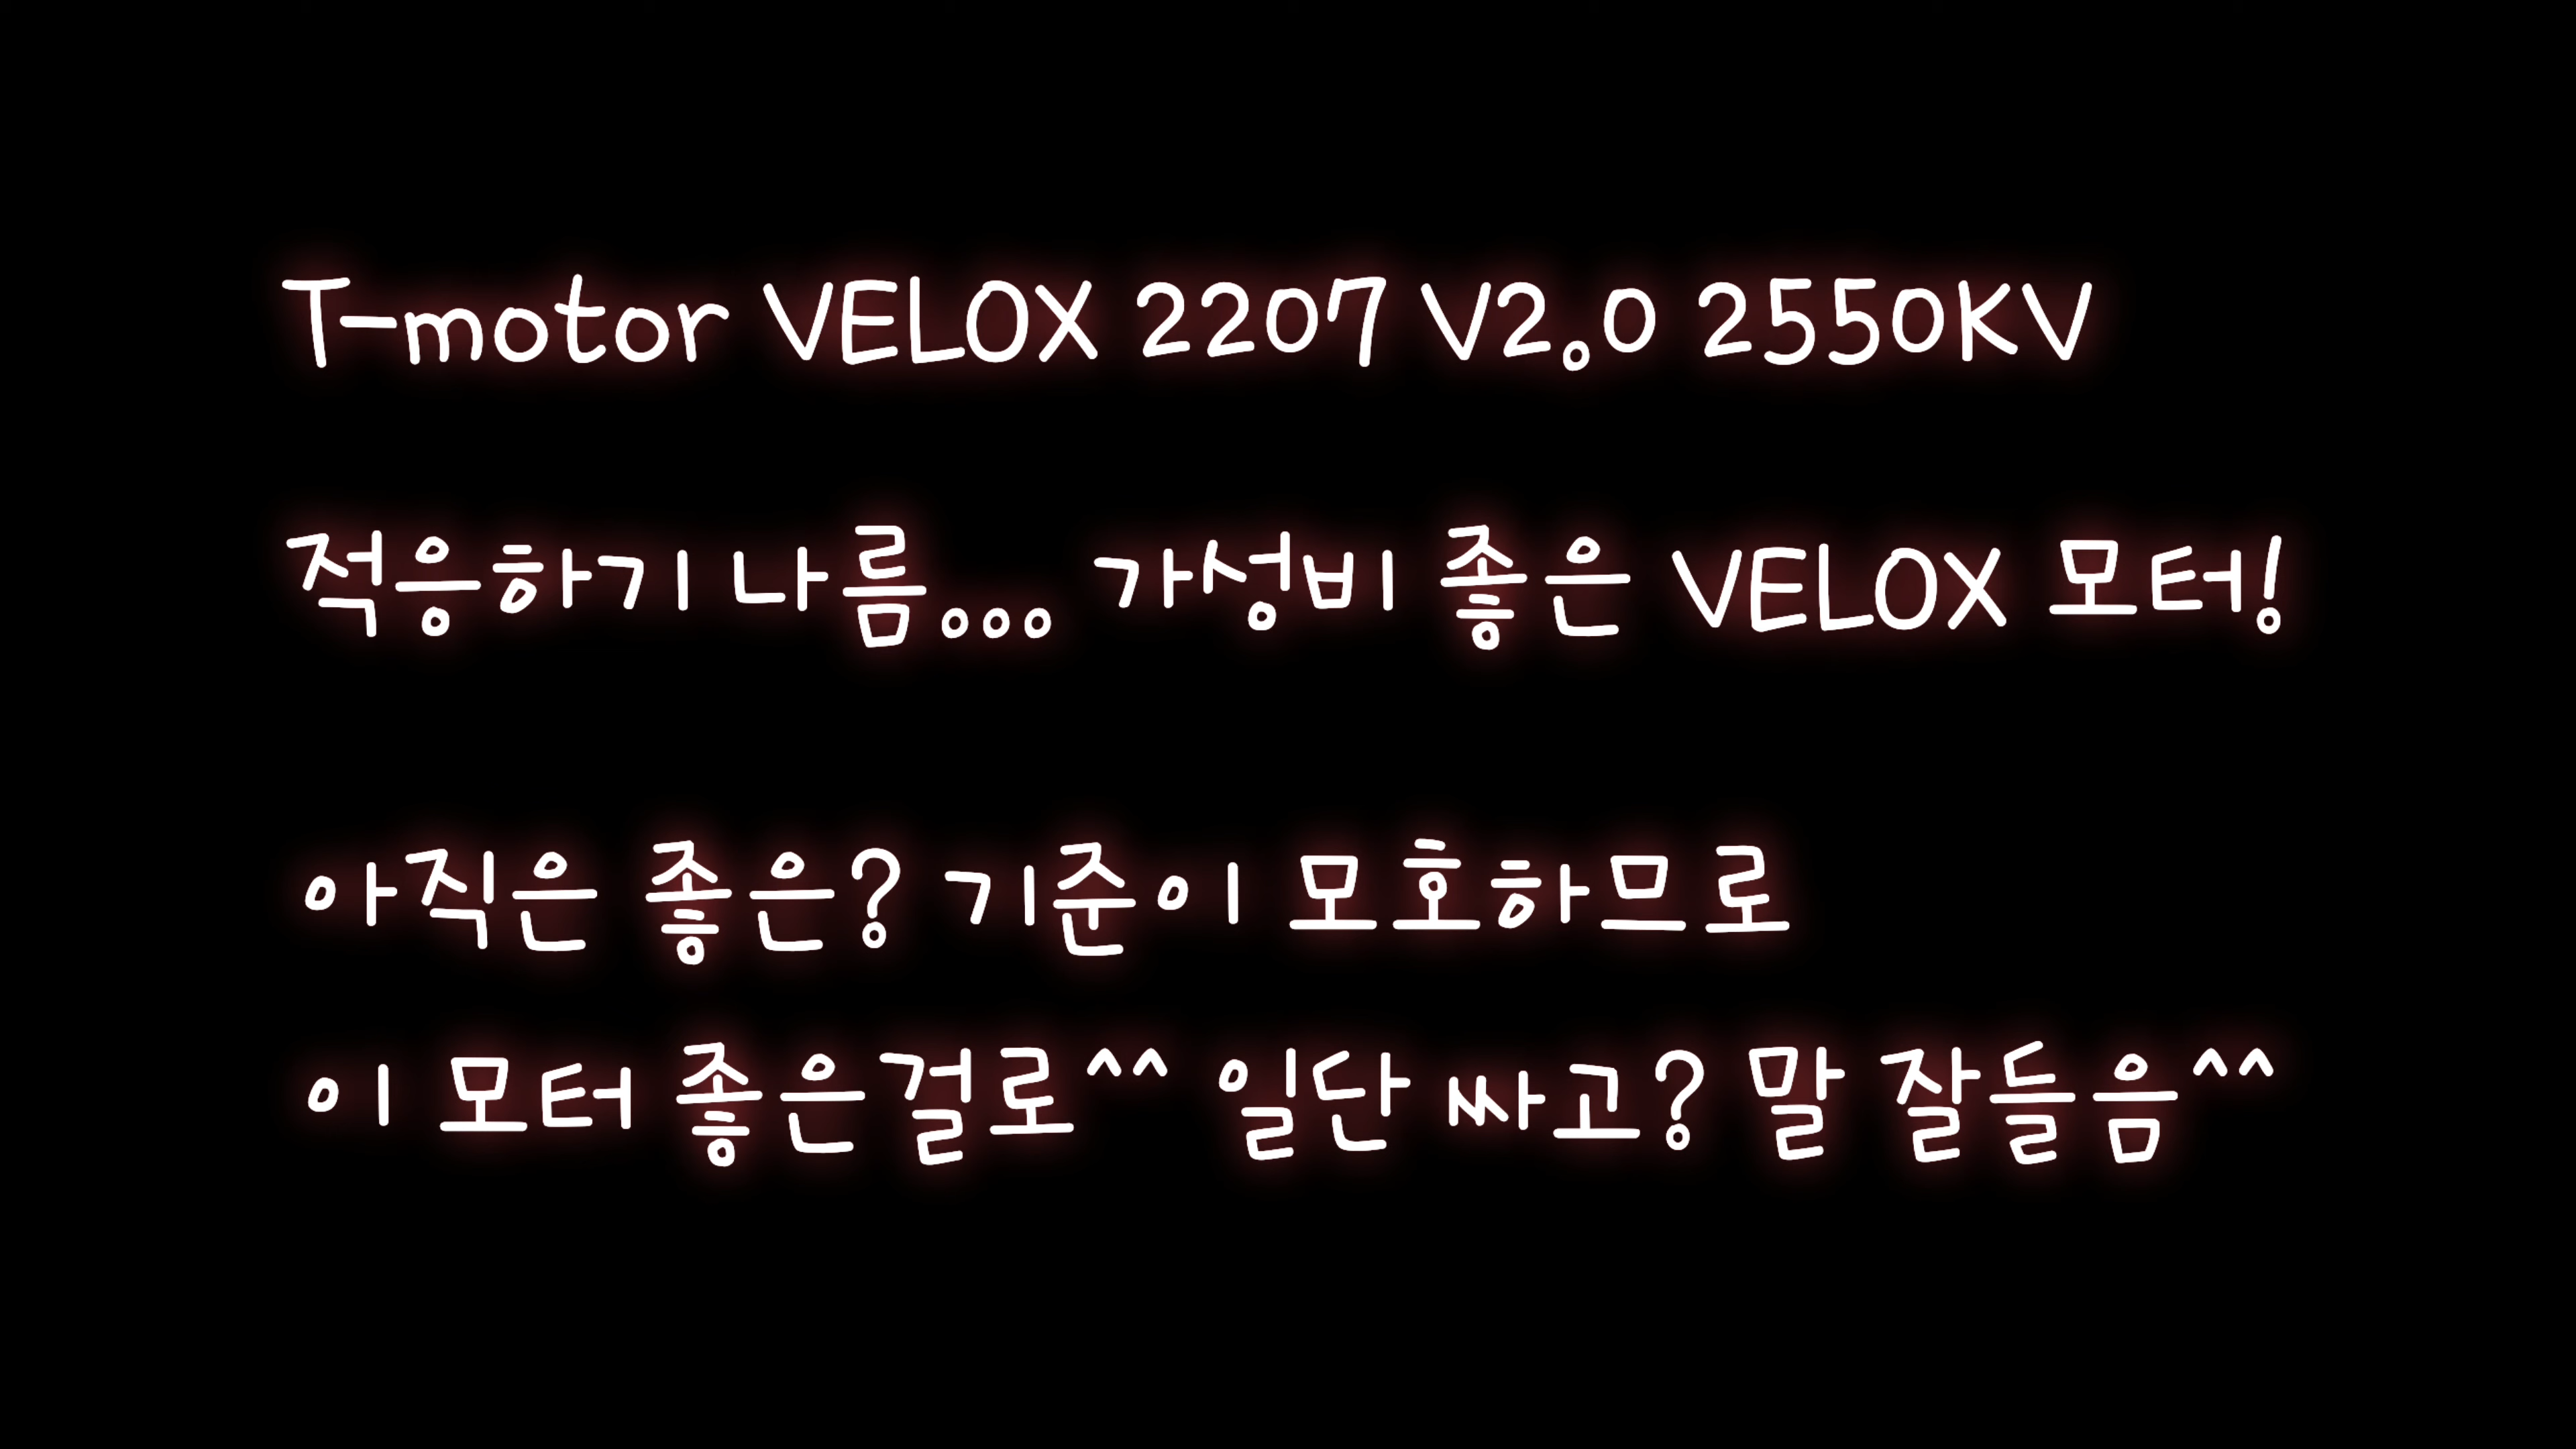 T-motor VELOX 2207 V2.0 2550KV
적응하기 나름... 가성비 좋은 VELOX 모터!
아직은 좋은? 기준이 모호하므로
이 모터 좋은걸로^^ 일단 싸고? 말 잘들음^^